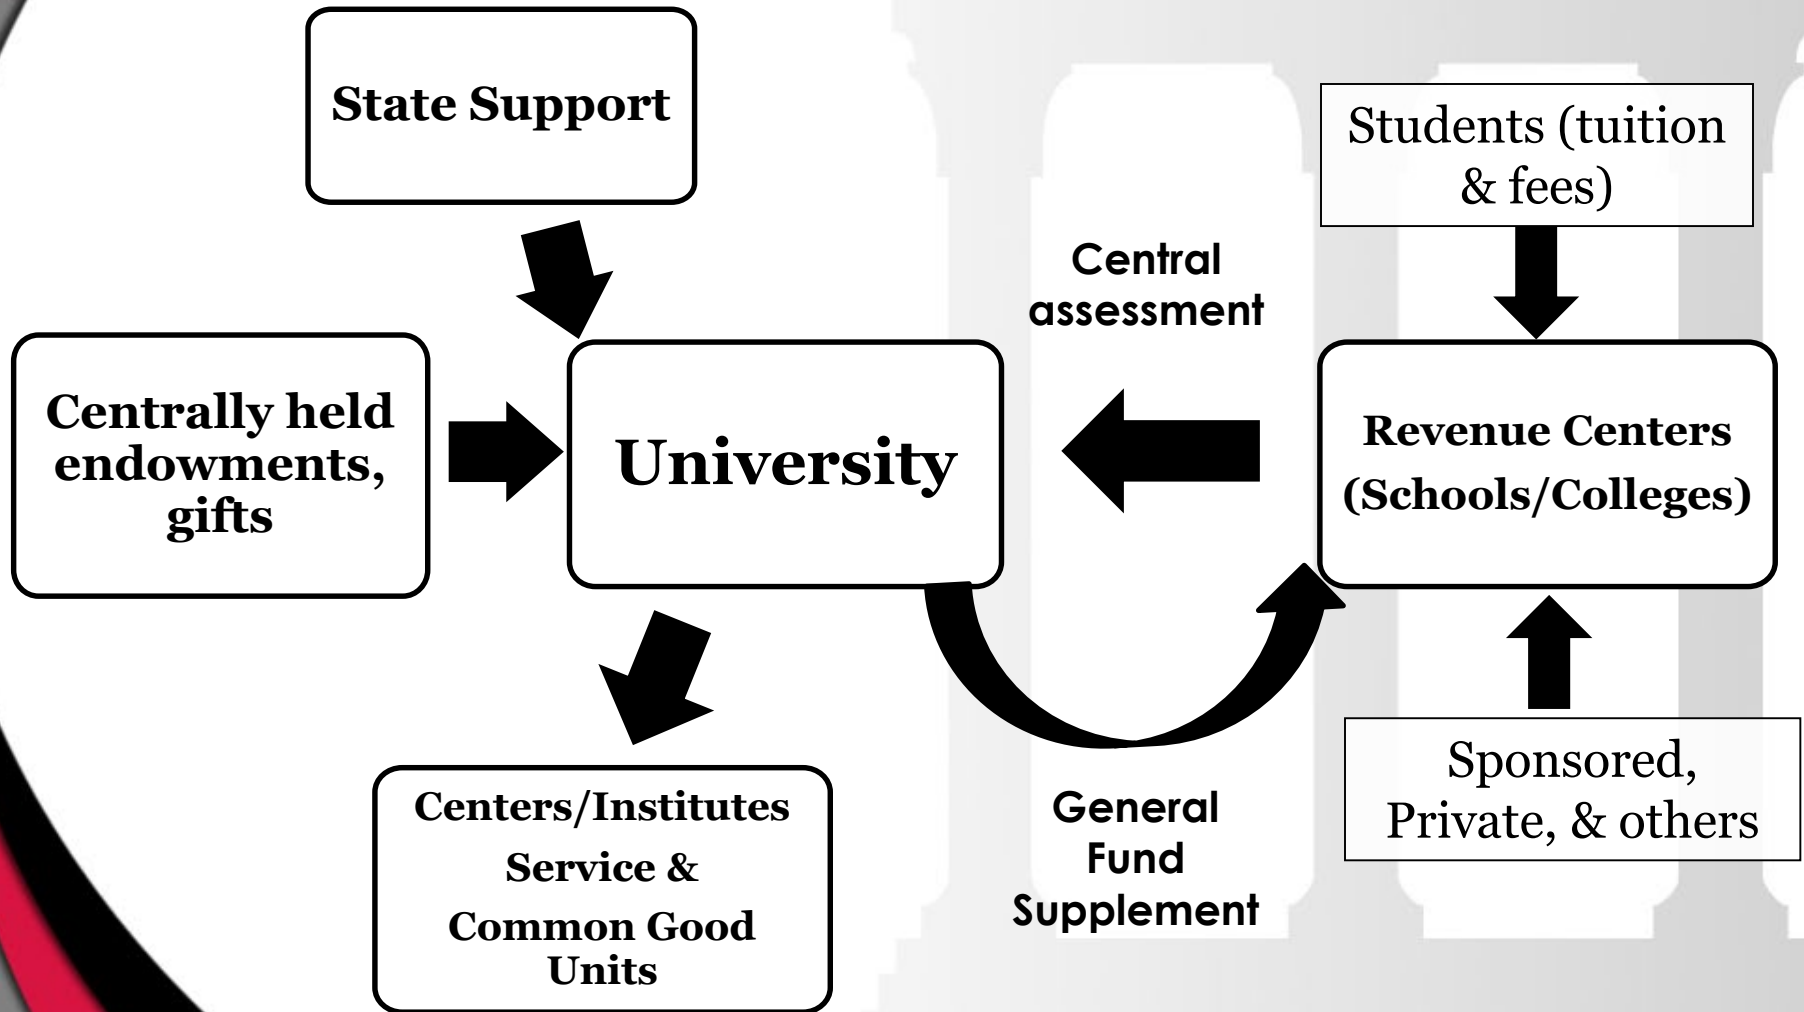 State Support
Students (tuition
& fees)
Central
assessment
Centrally held
endowments,
gifts
University
Revenue Centers
(Schools/Colleges)
Centers/Institutes
Service &
Common Good
Units
General
Fund
Supplement
Sponsored,
Private, & others